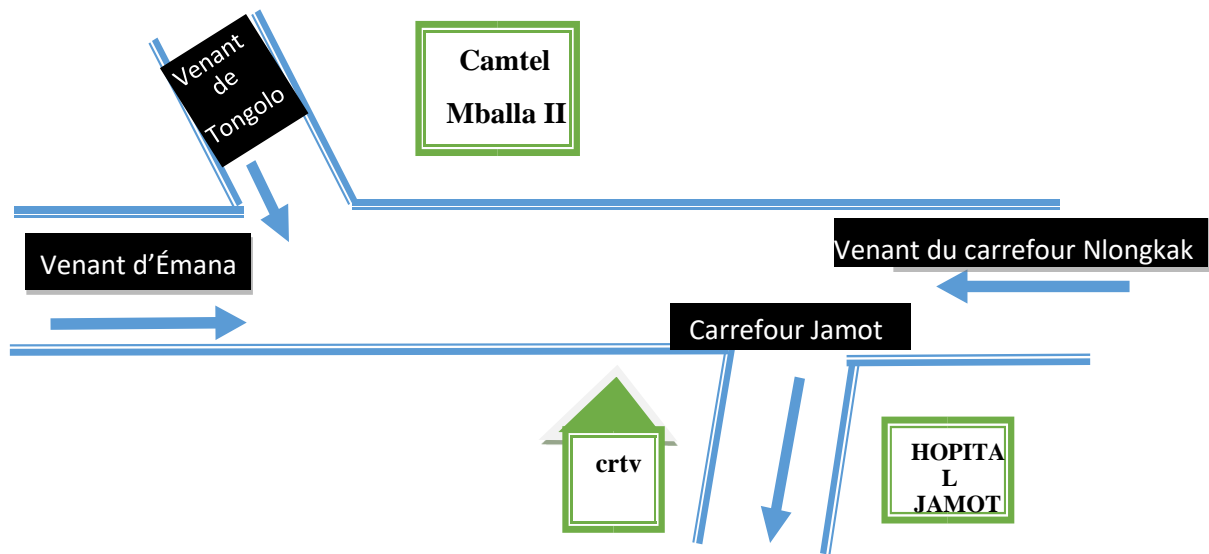 Venant
de
Tongolo
Camtel
Mballa II
Venant d’Émana
Venant du carrefour Nlongkak
Carrefour Jamot
crtv
HOPITA
L
JAMOT